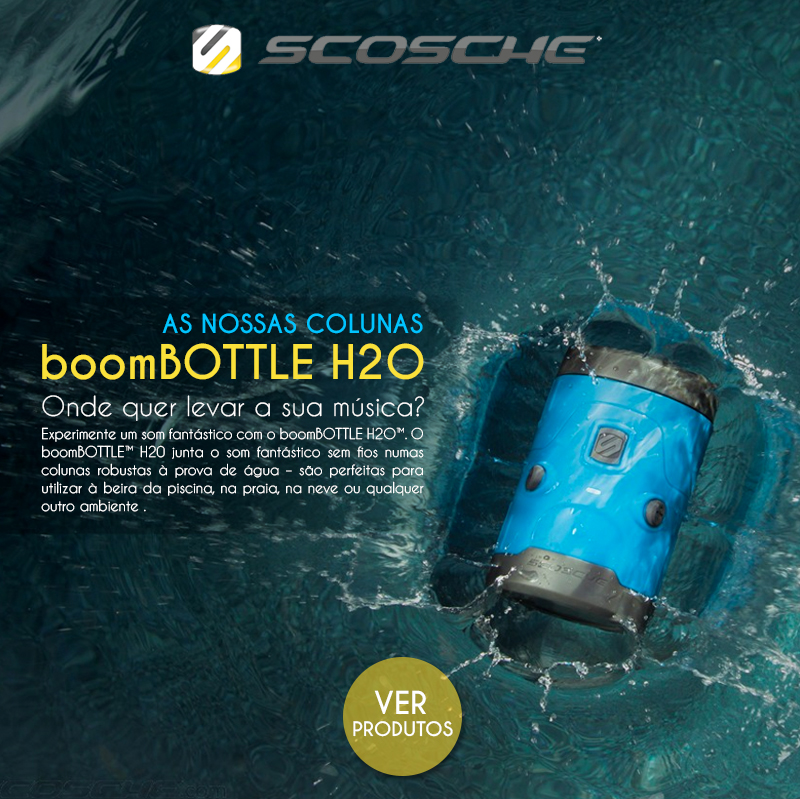 SCOSCHE
AS NOSSAS COLUNAS
boomBOTTLE H2O
Onde quer levar a sua música?
Experimente um som fantástico com o boomBOTTLE H2O™. O
boomBOTTLE™ H20 junta o som fantástico sem fios numas
colunas robustas à prova de água – são perfeitas para
utilizar à beira da piscina, na praia, na neve ou qualquer
outro ambiente .
SCOSCHE
VER
PRODUTOS